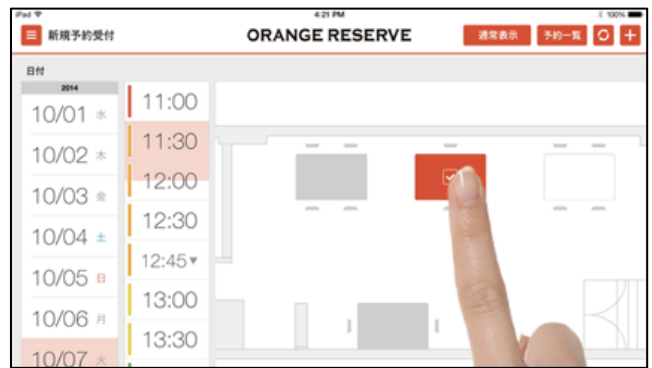 iPad 4:21 PM 100%
新規予約受付 ORANGE RESERVE 通常表示 予約一覧
日付
2014
10/01 水
10/02 木
10/03 金
10/04 土
10/05 日
10/06 月
10/07 火
11:00
11:30
12:00
12:30
12:45▼
13:00
13:30